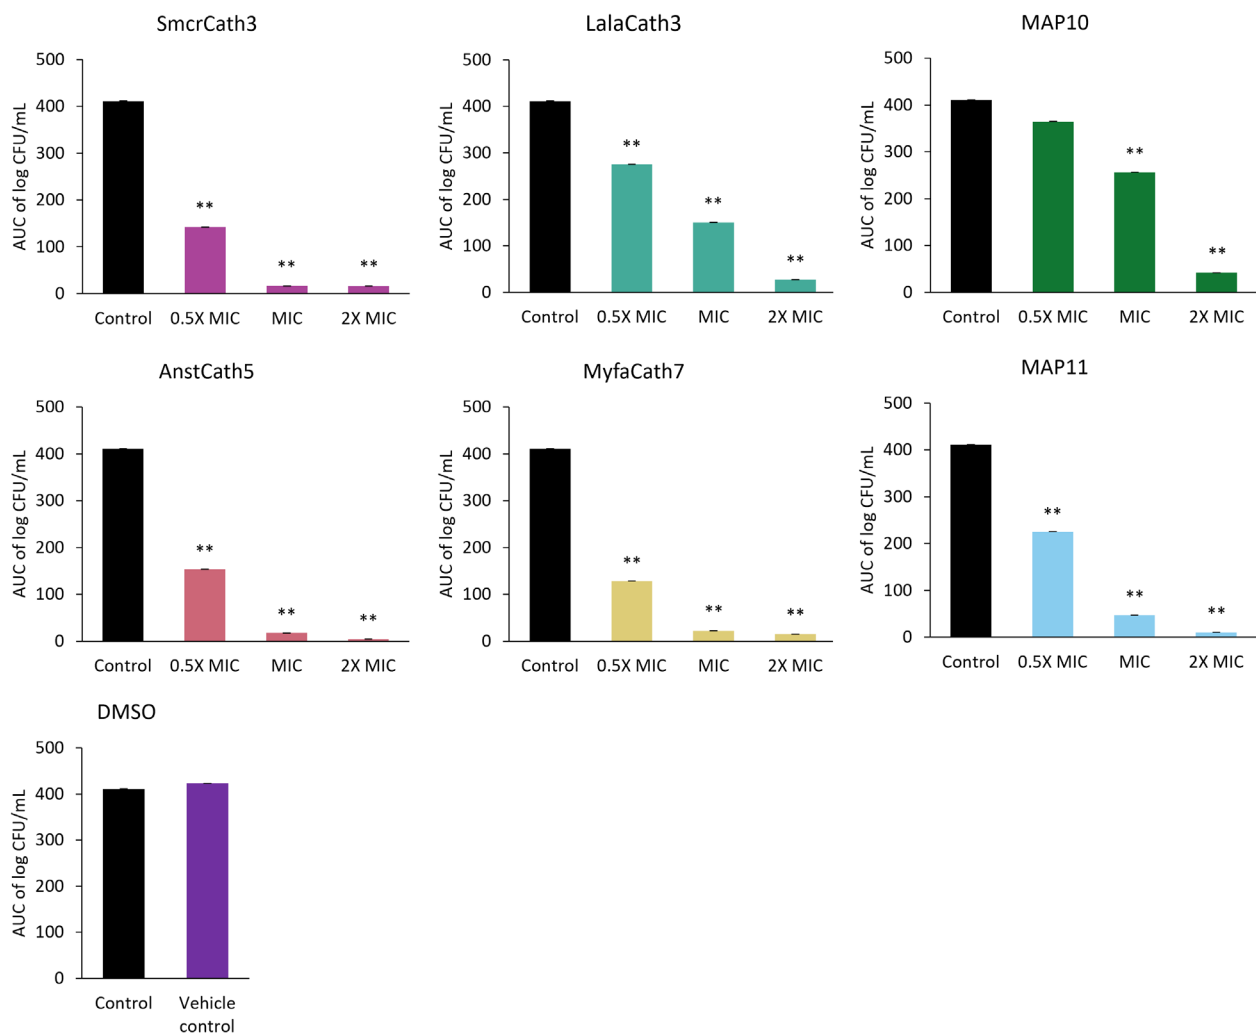 SmcrCath3
AUC of log CFU/mL
500
400
300
200
100
0
**
**
**
Control 0.5X MIC MIC 2X MIC
LalaCath3
AUC of log CFU/mL
500
400
300
200
100
0
**
**
**
Control 0.5X MIC MIC 2X MIC
MAP10
AUC of log CFU/mL
500
400
300
200
100
0
**
**
Control 0.5X MIC MIC 2X MIC
AnstCath5
AUC of log CFU/mL
500
400
300
200
100
0
**
**
**
Control 0.5X MIC MIC 2X MIC
MyfaCath7
AUC of log CFU/mL
500
400
300
200
100
0
**
**
**
Control 0.5X MIC MIC 2X MIC
MAP11
AUC of log CFU/mL
500
400
300
200
100
0
**
**
**
Control 0.5X MIC MIC 2X MIC
DMSO
AUC of log CFU/mL
500
400
300
200
100
0
Control Vehicle
control